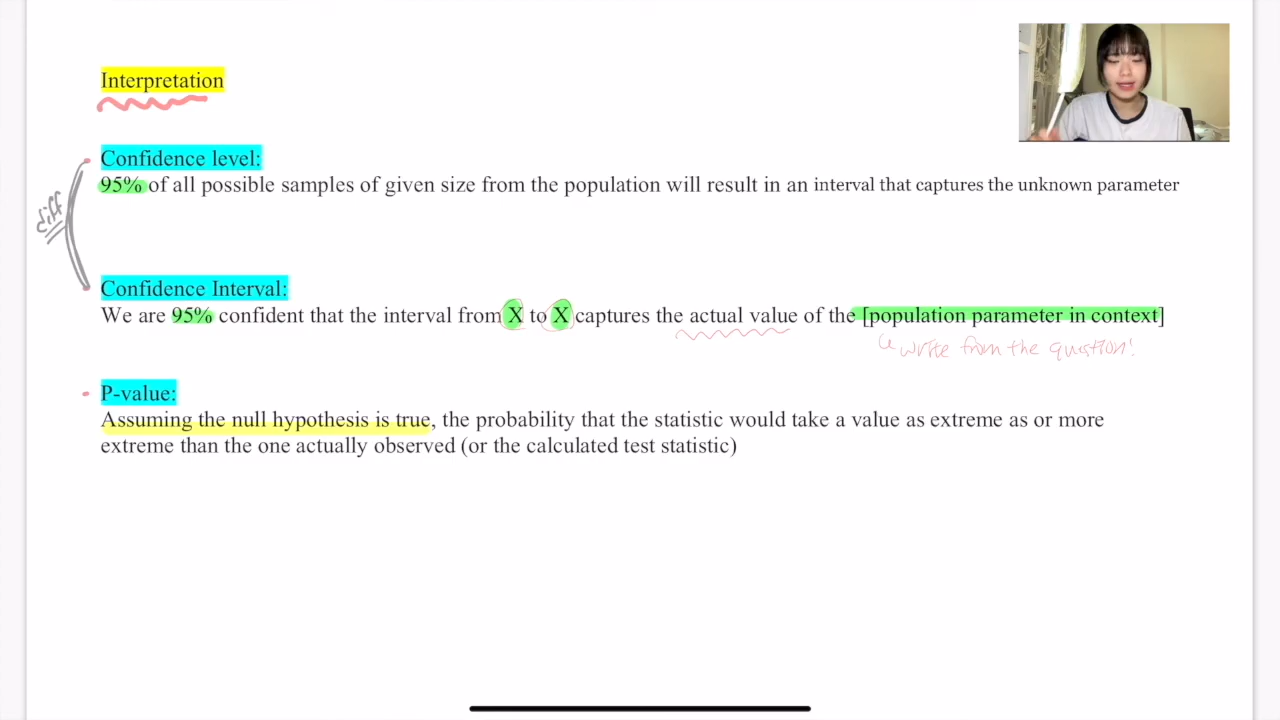 Interpretation
Confidence level:
95% of all possible samples of given size from the population will result in an interval that captures the unknown parameter
diff
Confidence Interval:
We are 95% confident that the interval from X to X captures the actual value of the [population parameter in context]
write from the question!
P-value:
Assuming the null hypothesis is true, the probability that the statistic would take a value as extreme as or more
extreme than the one actually observed (or the calculated test statistic)